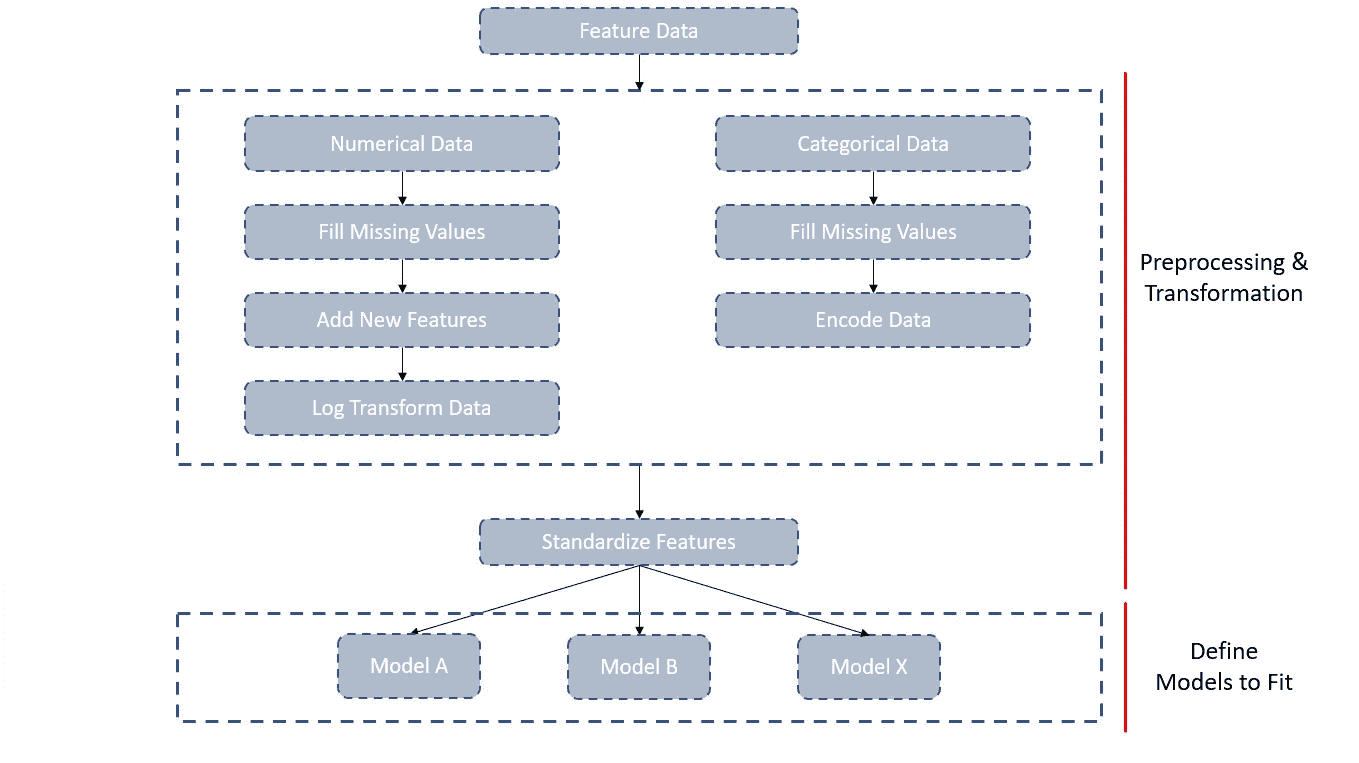 Feature Data
Numerical Data
Categorical Data
Fill Missing Values
Fill Missing Values
Add New Features
Encode Data
Log Transform Data
Preprocessing &
Transformation
Standardize Features
Model A
Model B
Model X
Define
Models to Fit